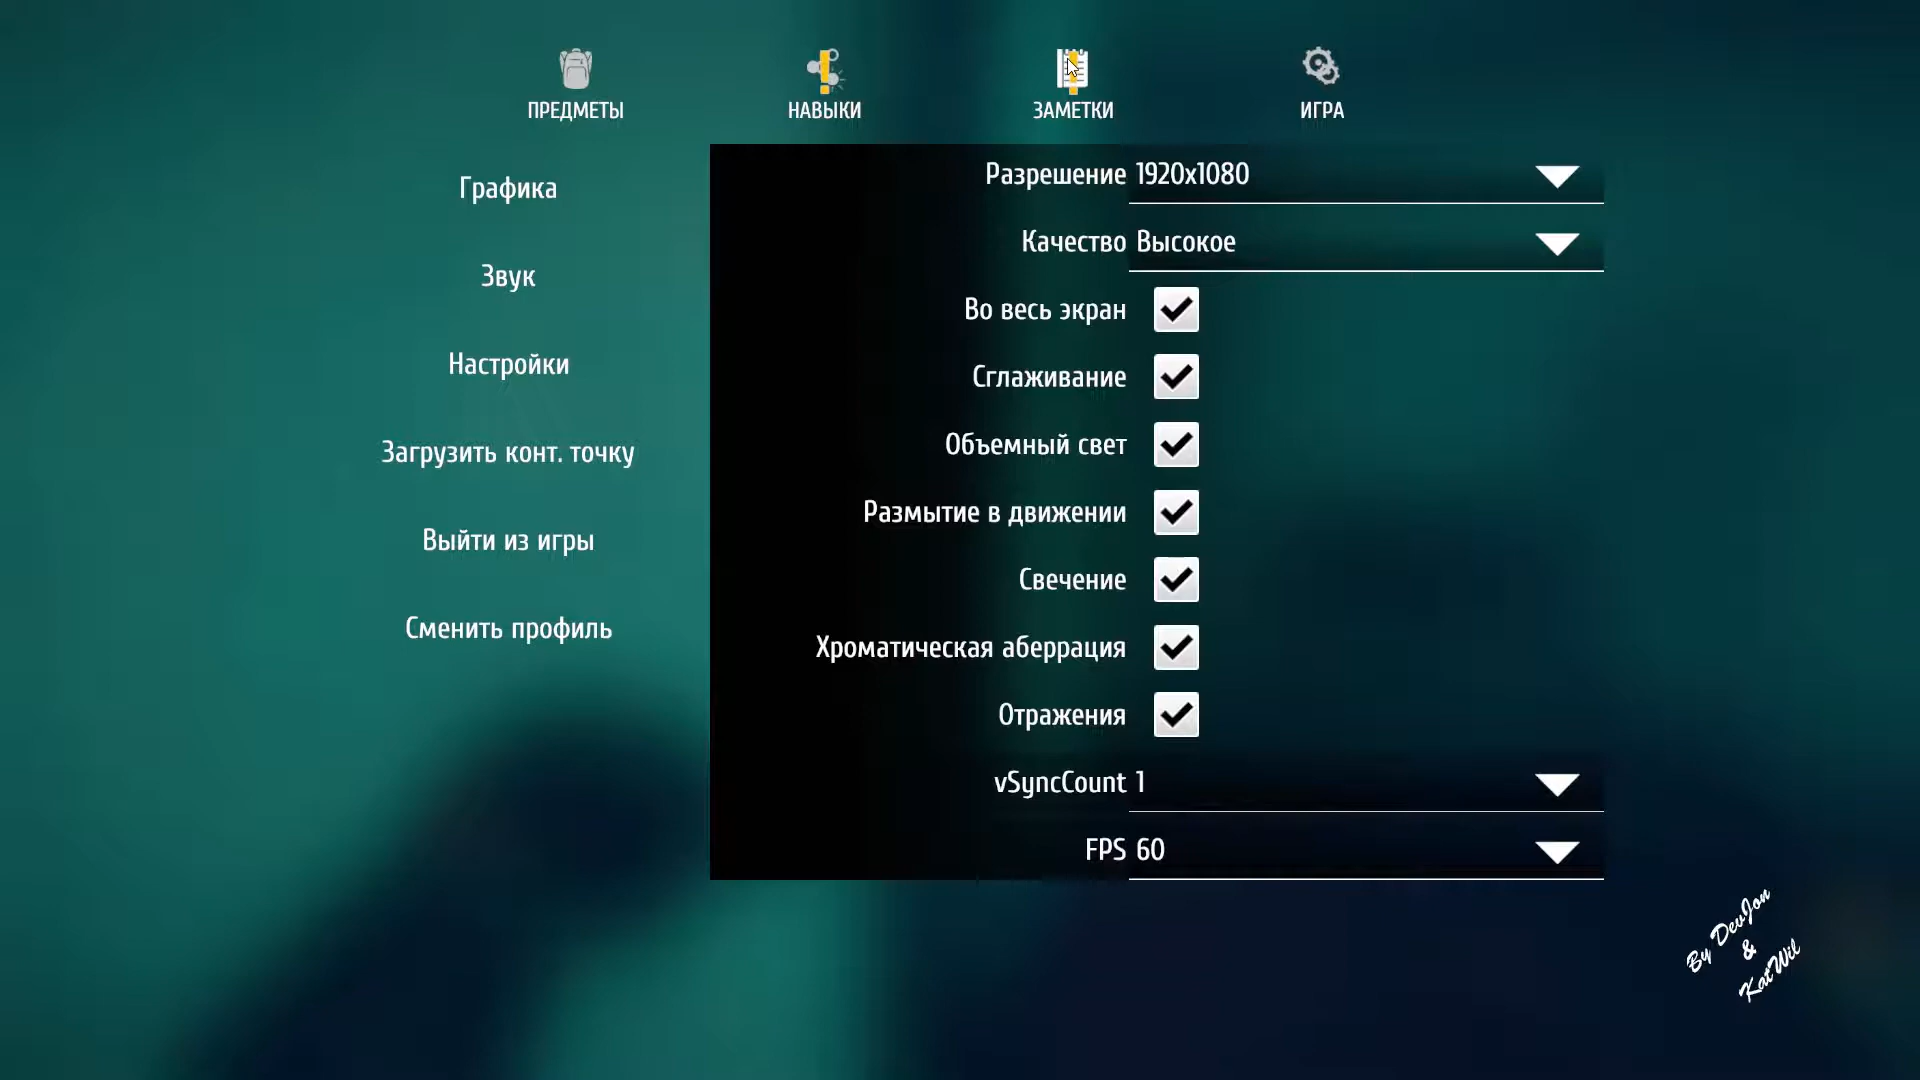 ПРЕДМЕТЫ
НАВЫКИ
ЗАМЕТКИ
ИГРА
Графика
Звук
Настройки
Загрузить конт. точку
Выйти из игры
Сменить профиль
Разрешение 1920x1080
Качество Высокое
Во весь экран
Сглаживание
Объемный свет
Размытие в движении
Свечение
Хроматическая аберрация
Отражения
vSyncCount 1
FPS 60
By DevJon
&
KatWil